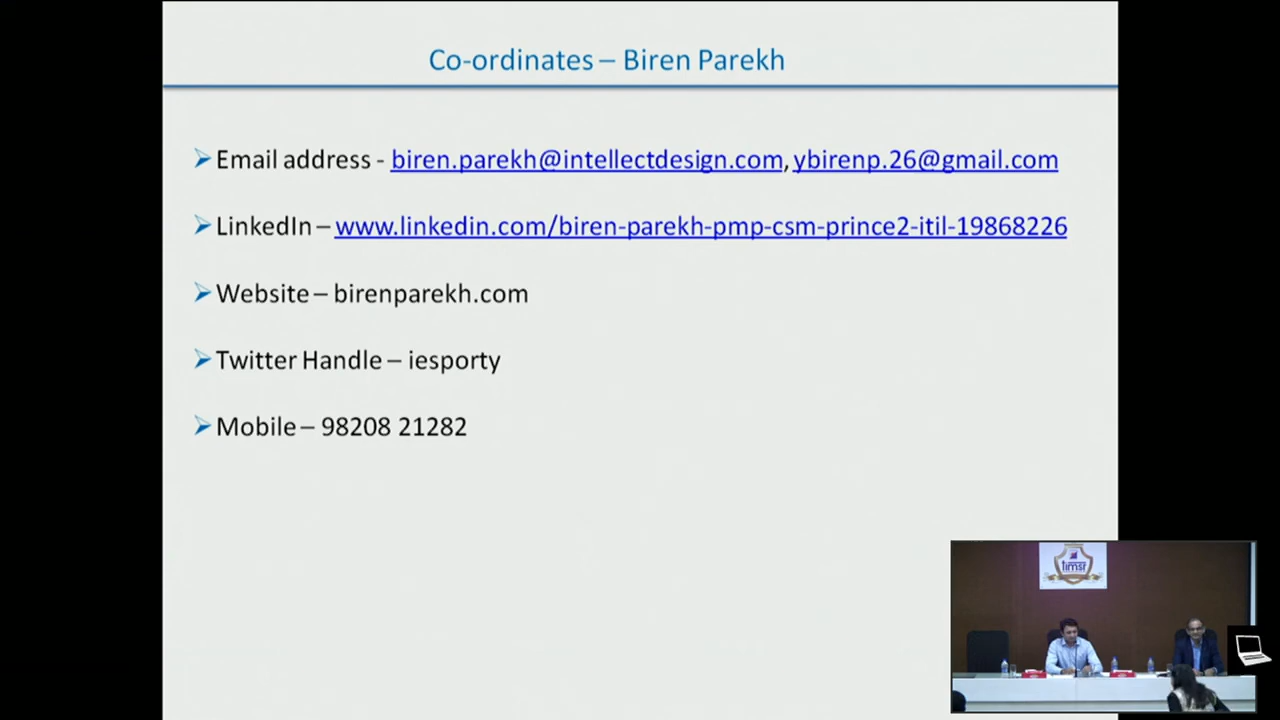 Co-ordinates – Biren Parekh
Email address - biren.parekh@intellectdesign.com, ybirenp.26@gmail.com
LinkedIn – www.linkedin.com/biren-parekh-pmp-csm-prince2-itil-19868226
Website – birenparekh.com
Twitter Handle – iesporty
Mobile – 98208 21282
timsr